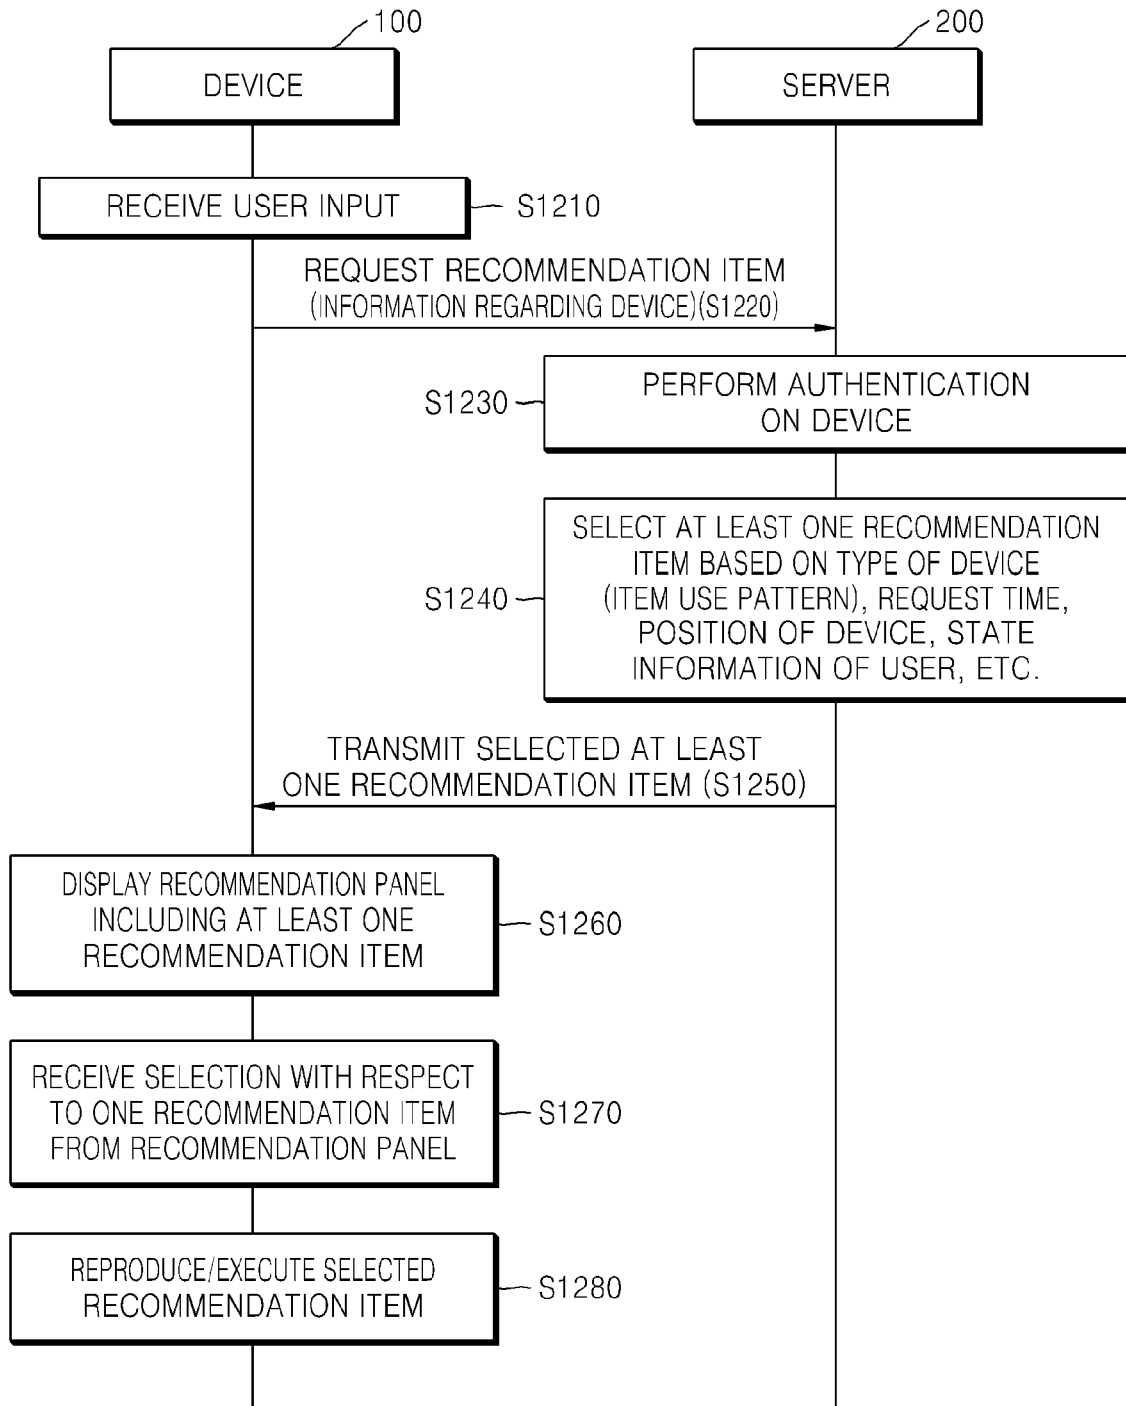 100
200
DEVICE
SERVER
RECEIVE USER INPUT
S1210
REQUEST RECOMMENDATION ITEM
(INFORMATION REGARDING DEVICE)(S1220)
S1230
PERFORM AUTHENTICATION
ON DEVICE
S1240
SELECT AT LEAST ONE RECOMMENDATION
ITEM BASED ON TYPE OF DEVICE
(ITEM USE PATTERN), REQUEST TIME,
POSITION OF DEVICE, STATE
INFORMATION OF USER, ETC.
TRANSMIT SELECTED AT LEAST
ONE RECOMMENDATION ITEM (S1250)
DISPLAY RECOMMENDATION PANEL
INCLUDING AT LEAST ONE
RECOMMENDATION ITEM
S1260
RECEIVE SELECTION WITH RESPECT
TO ONE RECOMMENDATION ITEM
FROM RECOMMENDATION PANEL
S1270
REPRODUCE/EXECUTE SELECTED
RECOMMENDATION ITEM
S1280